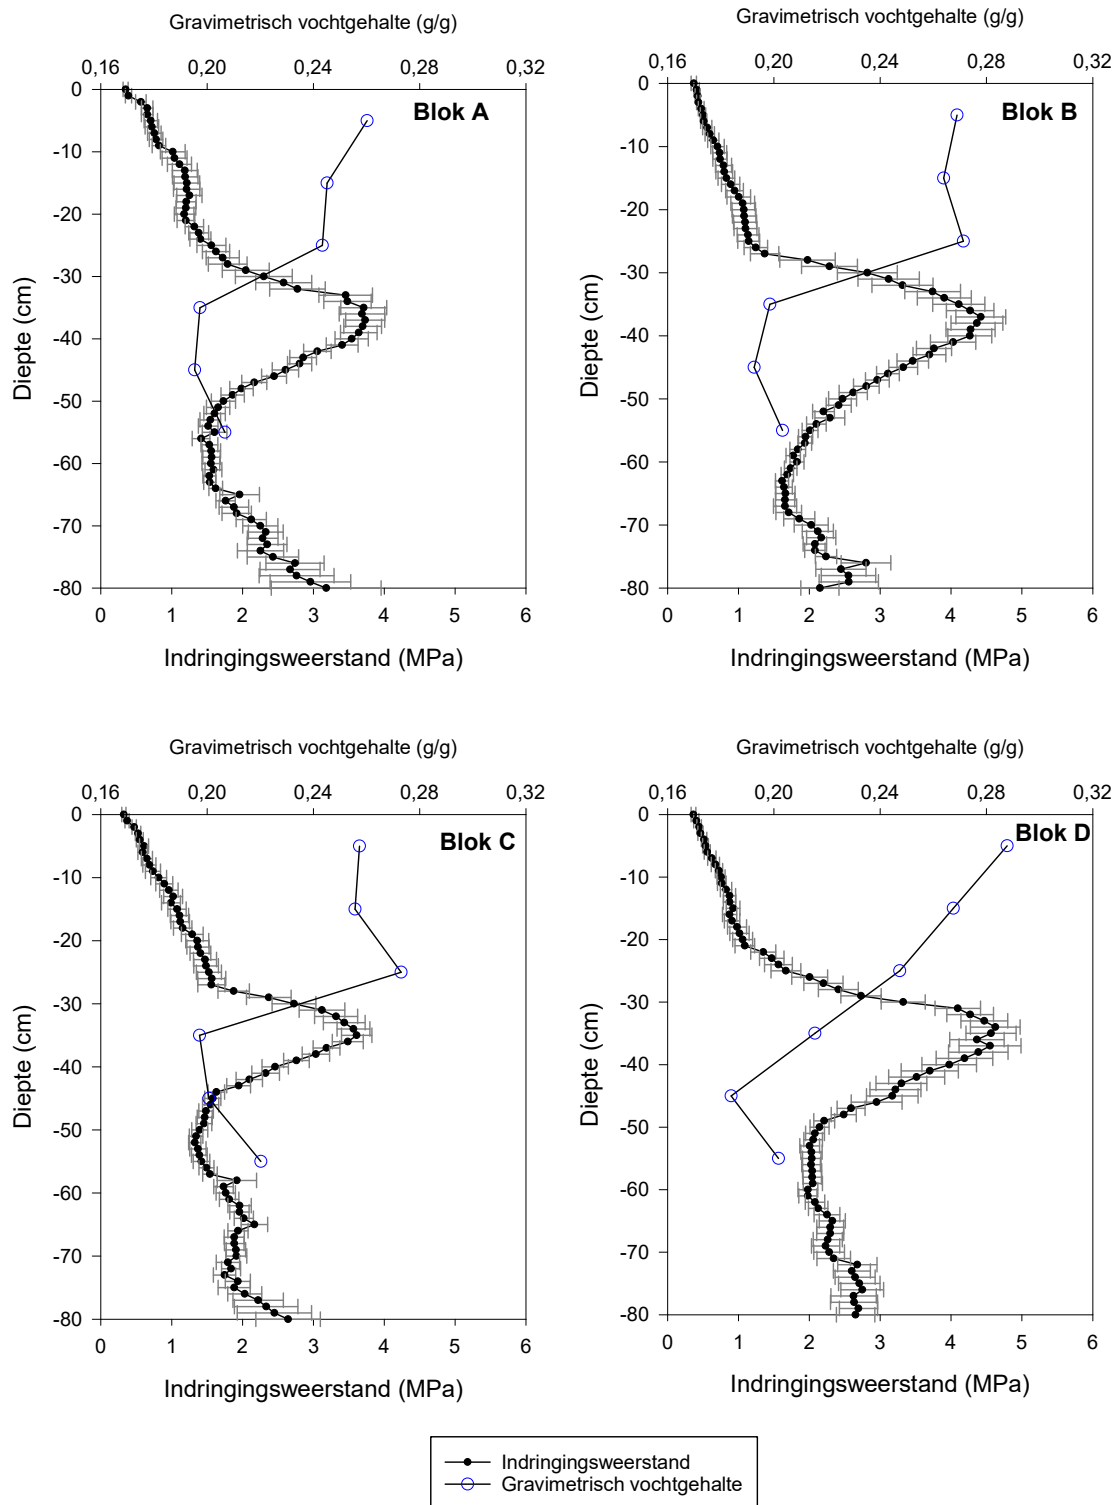 Gravimetrisch vochtgehalte (g/g)
0,16 0,20 0,24 0,28 0,32
Blok A
Diepte (cm)
0
-10
-20
-30
-40
-50
-60
-70
-80
0 1 2 3 4 5 6
Indringingsweerstand (MPa)
Gravimetrisch vochtgehalte (g/g)
0,16 0,20 0,24 0,28 0,32
Blok B
Diepte (cm)
0
-10
-20
-30
-40
-50
-60
-70
-80
0 1 2 3 4 5 6
Indringingsweerstand (MPa)
Gravimetrisch vochtgehalte (g/g)
0,16 0,20 0,24 0,28 0,32
Blok C
Diepte (cm)
0
-10
-20
-30
-40
-50
-60
-70
-80
0 1 2 3 4 5 6
Indringingsweerstand (MPa)
Gravimetrisch vochtgehalte (g/g)
0,16 0,20 0,24 0,28 0,32
Blok D
Diepte (cm)
0
-10
-20
-30
-40
-50
-60
-70
-80
0 1 2 3 4 5 6
Indringingsweerstand (MPa)
Indringingsweerstand
Gravimetrisch vochtgehalte